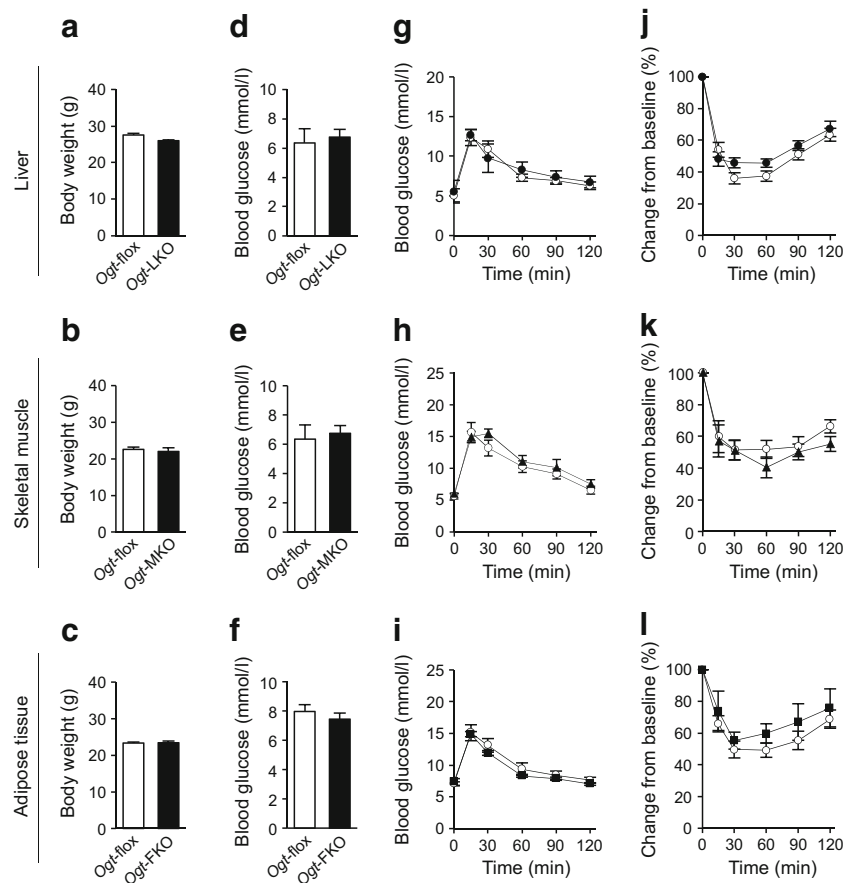 a
d
g
j
Liver
Body weight (g)
40
30
20
10
0
Ogt-flox
Ogt-LKO
Blood glucose (mmol/l)
10
8
6
4
2
0
Ogt-flox
Ogt-LKO
Blood glucose (mmol/l)
20
15
10
5
0
0 30 60 90 120
Time (min)
Change from baseline (%)
100
80
60
40
20
0
0 30 60 90 120
Time (min)
b
e
h
k
Skeletal muscle
Body weight (g)
40
30
20
10
0
Ogt-flox
Ogt-MKO
Blood glucose (mmol/l)
10
8
6
4
2
0
Ogt-flox
Ogt-MKO
Blood glucose (mmol/l)
25
20
15
10
5
0
0 30 60 90 120
Time (min)
Change from baseline (%)
100
80
60
40
20
0
0 30 60 90 120
Time (min)
c
f
i
l
Adipose tissue
Body weight (g)
40
30
20
10
0
Ogt-flox
Ogt-FKO
Blood glucose (mmol/l)
10
8
6
4
2
0
Ogt-flox
Ogt-FKO
Blood glucose (mmol/l)
25
20
15
10
5
0
0 30 60 90 120
Time (min)
Change from baseline (%)
100
80
60
40
20
0
0 30 60 90 120
Time (min)